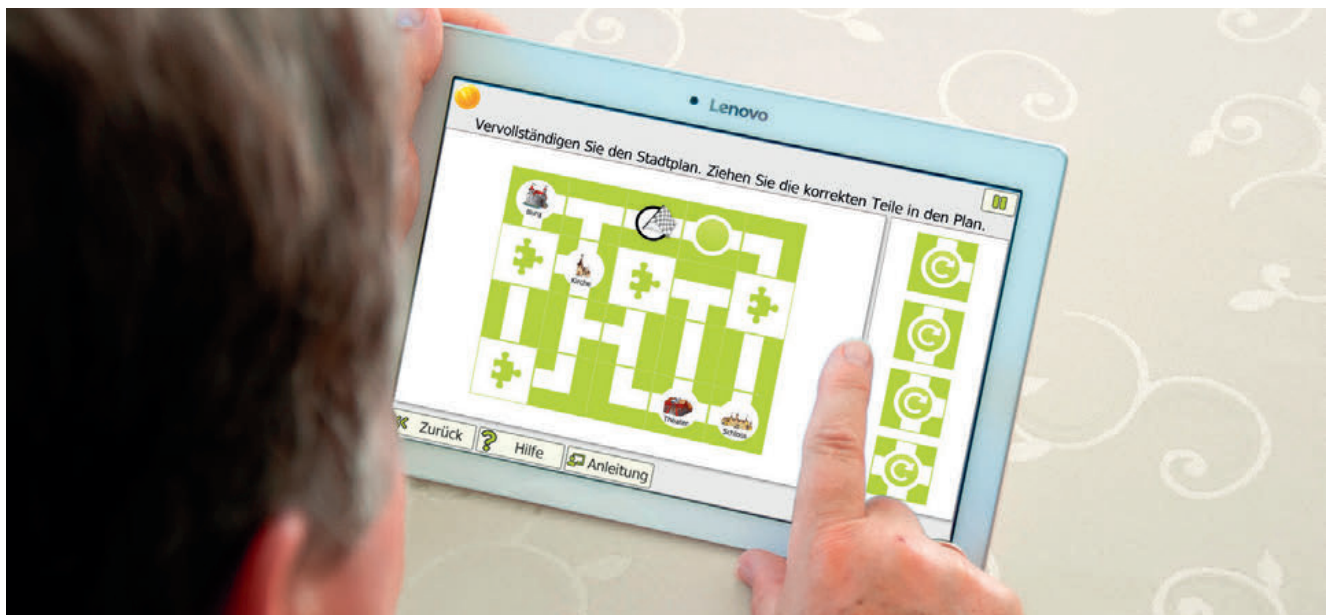 Lenovo
Vervollständigen Sie den Stadtplan. Ziehen Sie die korrekten Teile in den Plan.
Burg
Kirche
Theater
Schloss
Zurück
Hilfe
Anleitung